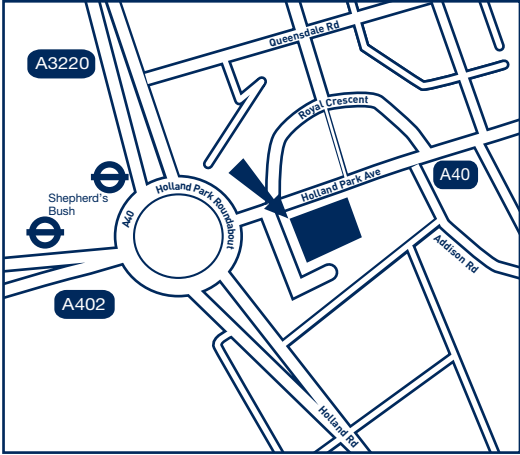 Queensdale Rd
A3220
Royal Crescent
Shepherd's
Bush
A40
Holland Park Roundabout
Holland Park Ave
A40
Addison Rd
A402
Holland Rd